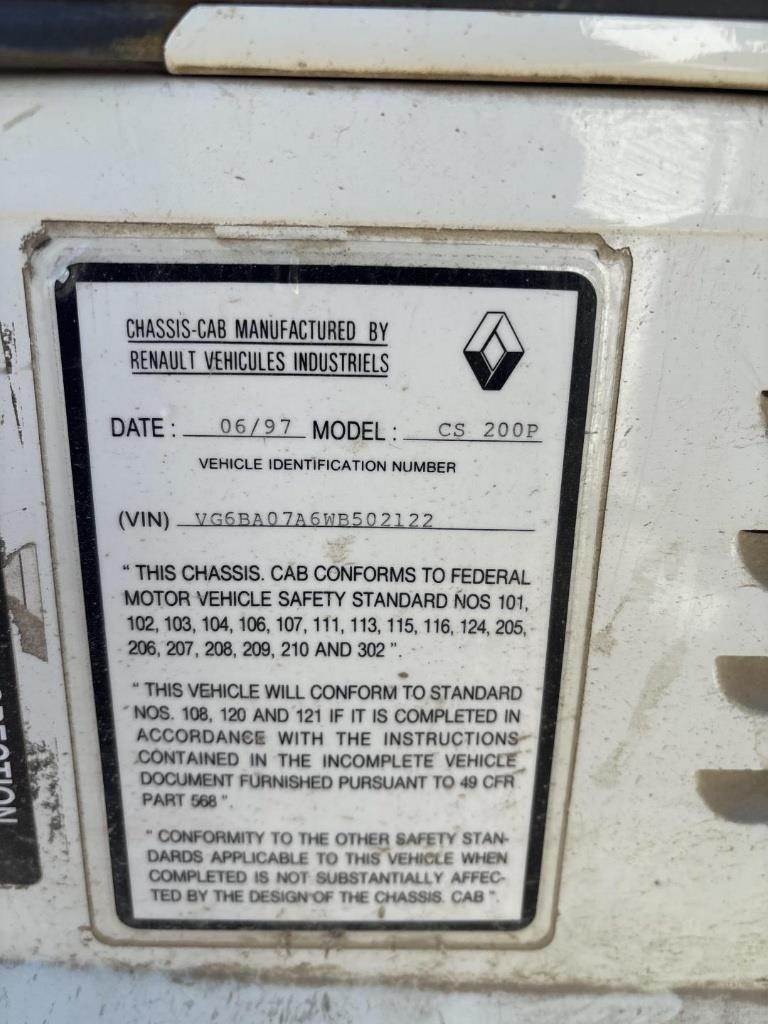 CHASSIS-CAB MANUFACTURED BY
RENAULT VEHICULES INDUSTRIELS
DATE : 06/97 MODEL : CS 200P
VEHICLE IDENTIFICATION NUMBER
(VIN) VG6BA07A6WB502122
“ THIS CHASSIS. CAB CONFORMS TO FEDERAL
MOTOR VEHICLE SAFETY STANDARD NOS 101,
102, 103, 104, 106, 107, 111, 113, 115, 116, 124, 205,
206, 207, 208, 209, 210 AND 302 ”.
“ THIS VEHICLE WILL CONFORM TO STANDARD
NOS. 108, 120 AND 121 IF IT IS COMPLETED IN
ACCORDANCE WITH THE INSTRUCTIONS
CONTAINED IN THE INCOMPLETE VEHICLE
DOCUMENT FURNISHED PURSUANT TO 49 CFR
PART 568 ”.
“ CONFORMITY TO THE OTHER SAFETY STAN-
DARDS APPLICABLE TO THIS VEHICLE WHEN
COMPLETED IS NOT SUBSTANTIALLY AFFEC-
TED BY THE DESIGN OF THE CHASSIS. CAB ”.